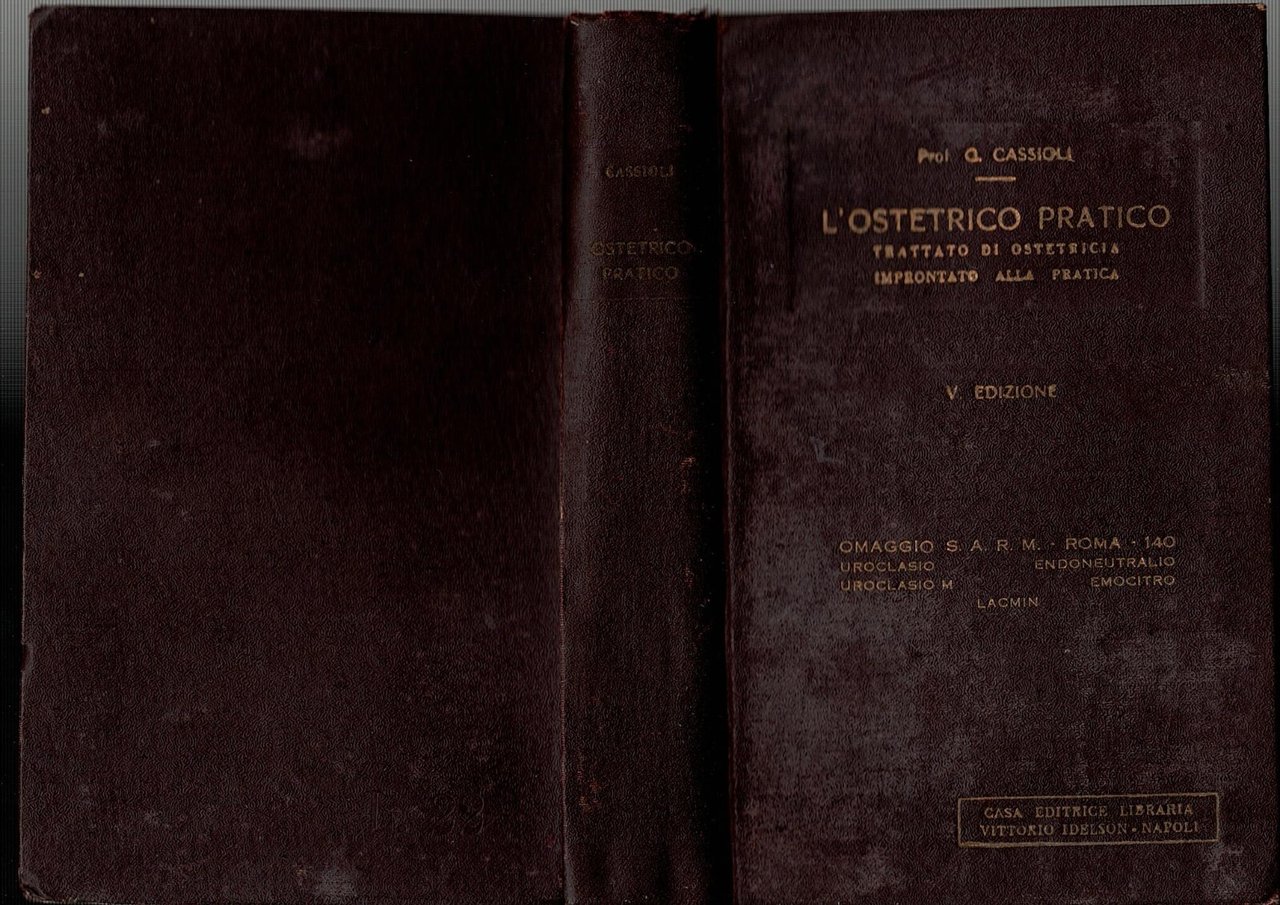 CASSIOLI
OSTETRICO
PRATICO
Prof. G. CASSIOLI
L'OSTETRICO PRATICO
TRATTATO DI OSTETRICIA
IMPRONTATO ALLA PRATICA
V EDIZIONE
OMAGGIO S. A. R. M. - ROMA - 140
UROCLASIO ENDONEUTRALIO
UROCLASIO M EMOCITRO
LACMIN
CASA EDITRICE LIBRARIA
VITTORIO IDELSON - NAPOLI